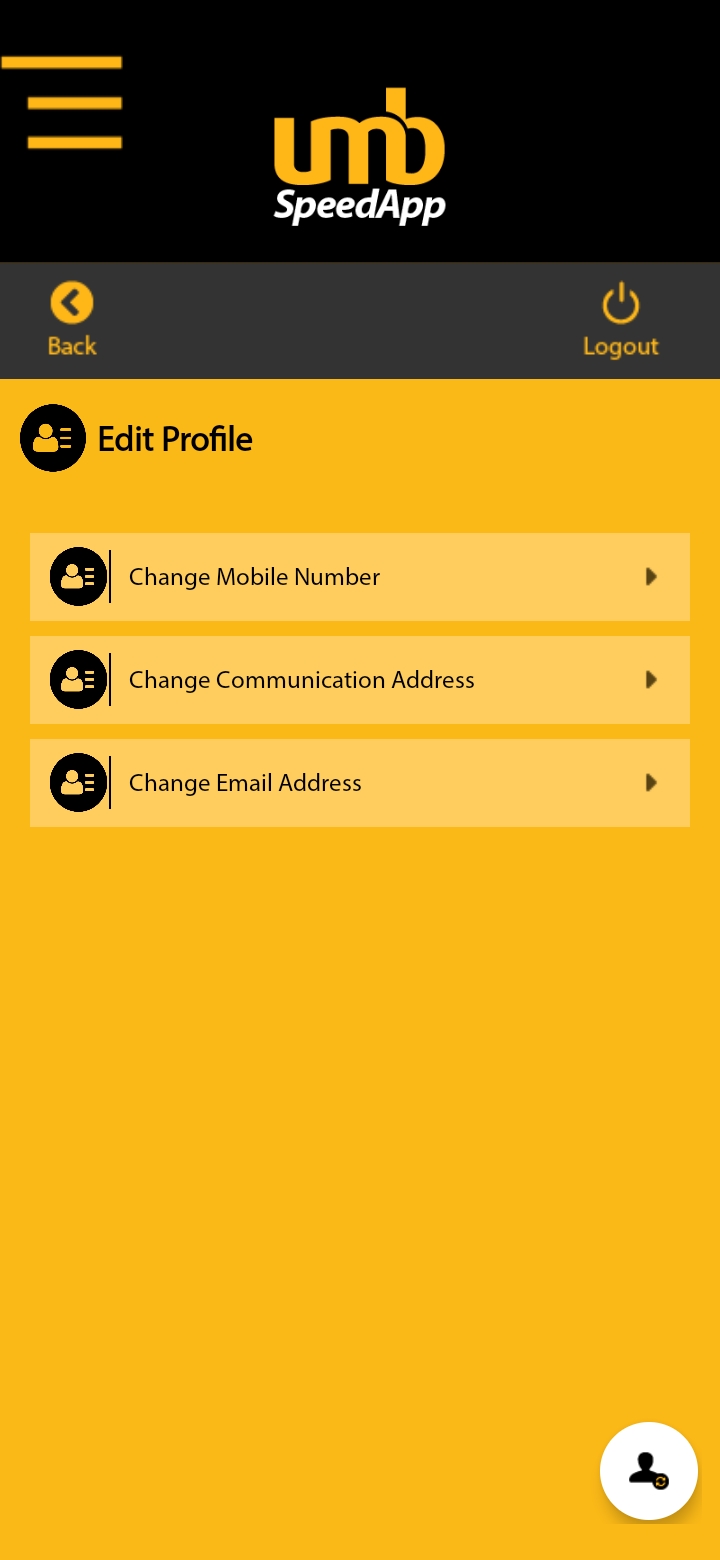 umb
SpeedApp
Back
Logout
Edit Profile
Change Mobile Number
Change Communication Address
Change Email Address